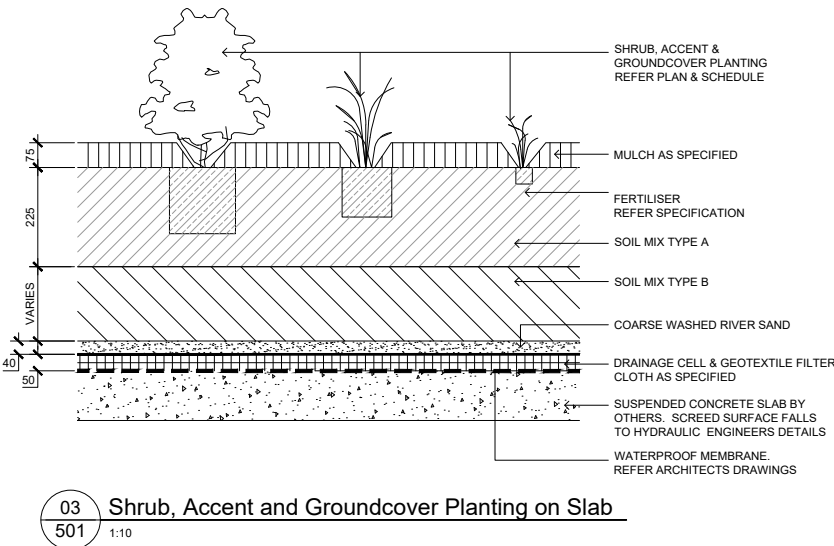 SHRUB, ACCENT &
GROUNDCOVER PLANTING
REFER PLAN & SCHEDULE
75
MULCH AS SPECIFIED
225
FERTILISER
REFER SPECIFICATION
SOIL MIX TYPE A
VARIES
SOIL MIX TYPE B
COARSE WASHED RIVER SAND
40
DRAINAGE CELL & GEOTEXTILE FILTER
CLOTH AS SPECIFIED
50
SUSPENDED CONCRETE SLAB BY
OTHERS. SCREED SURFACE FALLS
TO HYDRAULIC ENGINEERS DETAILS
WATERPROOF MEMBRANE.
REFER ARCHITECTS DRAWINGS
03
501
Shrub, Accent and Groundcover Planting on Slab
1:10